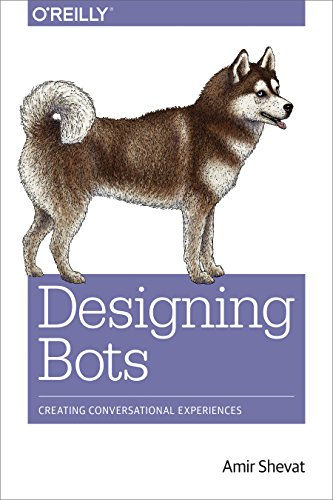 O'REILLY®
Designing
Bots
CREATING CONVERSATIONAL EXPERIENCES
Amir Shevat